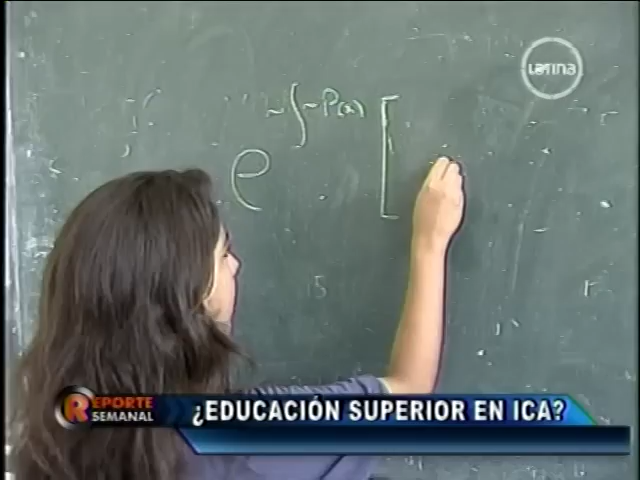 LATINA
~∫~P(x)
e [
REPORTE
SEMANAL
¿EDUCACIÓN SUPERIOR EN ICA?